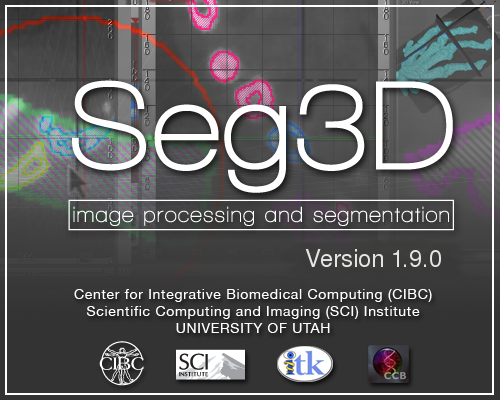 Seg3D
image processing and segmentation
Version 1.9.0
Center for Integrative Biomedical Computing (CIBC)
Scientific Computing and Imaging (SCI) Institute
UNIVERSITY OF UTAH
CIBC
SCI
INSTITUTE
itk
CCB